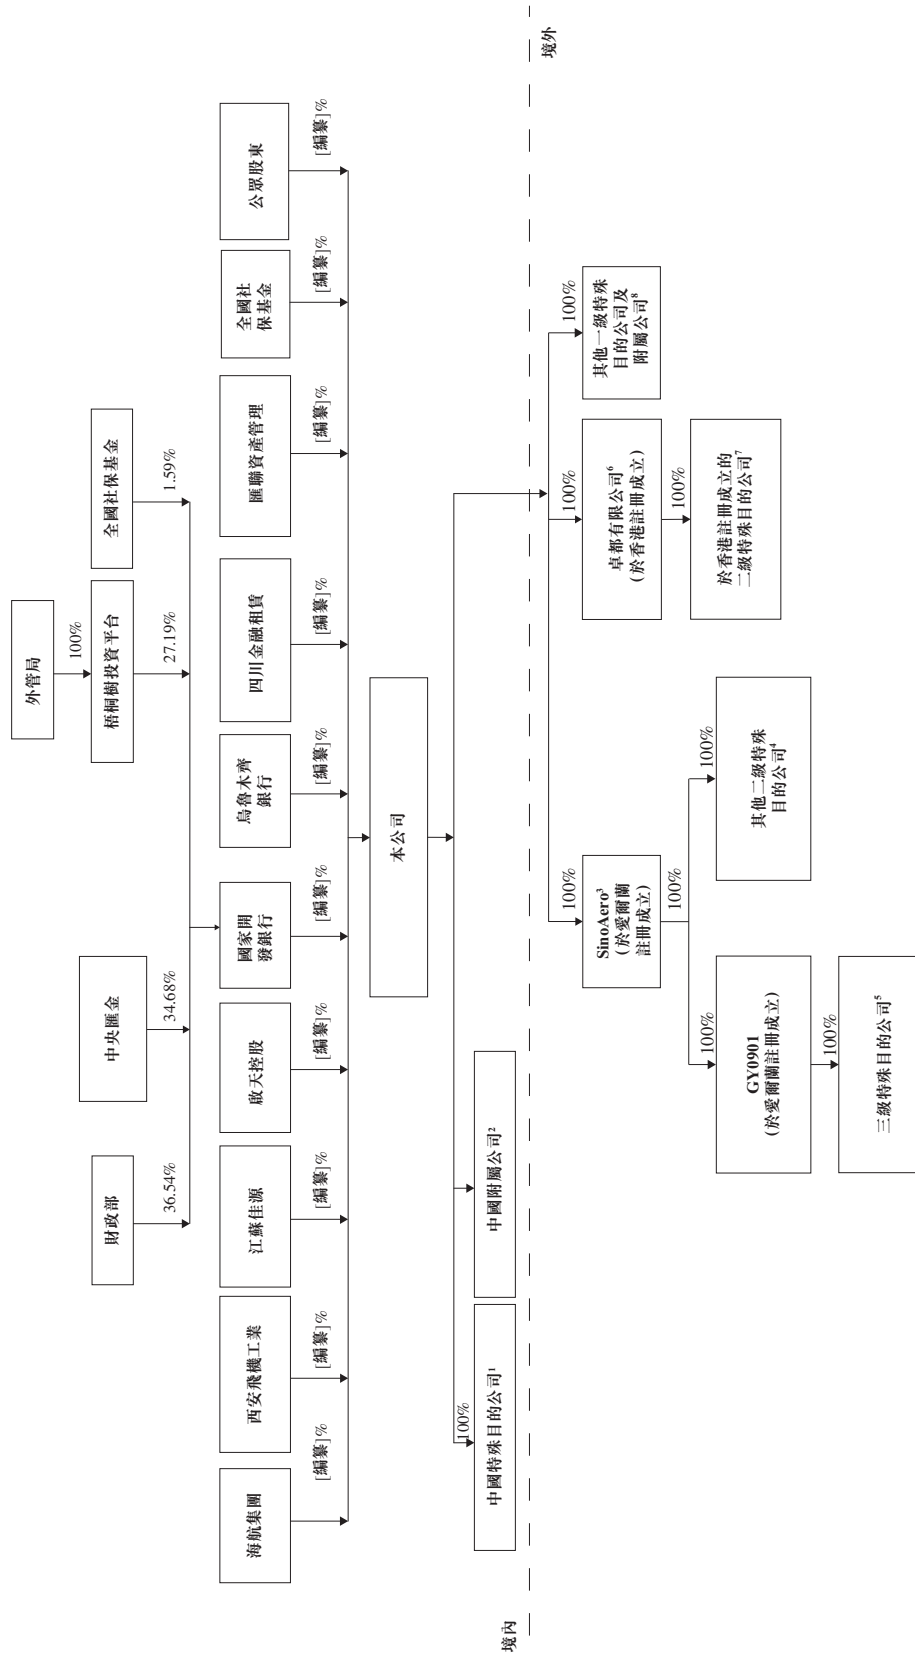 外管局
100%
財政部
中央匯金
梧桐樹投資平台
全國社保基金
36.54%
34.68%
27.19%
1.59%
海航集團
西安飛機工業
江蘇佳源
啟天控股
國家開
發銀行
烏魯木齊
銀行
四川金融租賃
匯聯資產管理
全國社
保基金
公眾股東
[編纂]%
[編纂]%
[編纂]%
[編纂]%
[編纂]%
[編纂]%
[編纂]%
[編纂]%
[編纂]%
[編纂]%
本公司
100%
中國特殊目的公司1
中國附屬公司2
境內
境外
100%
100%
100%
SinoAero3
(於愛爾蘭
註冊成立)
卓都有限公司6
(於香港註冊成立)
其他一級特殊
目的公司及
附屬公司8
100%
100%
100%
100%
GY0901
(於愛爾蘭註冊成立)
其他二級特殊
目的公司4
於香港註冊成立的
二級特殊目的公司7
100%
三級特殊目的公司5